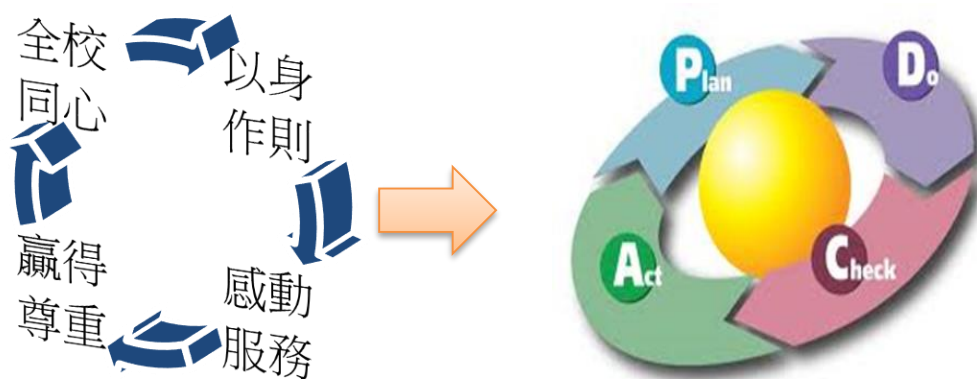 全校
同心
以身
作則
感動
服務
贏得
尊重
Plan
Do
Check
Act